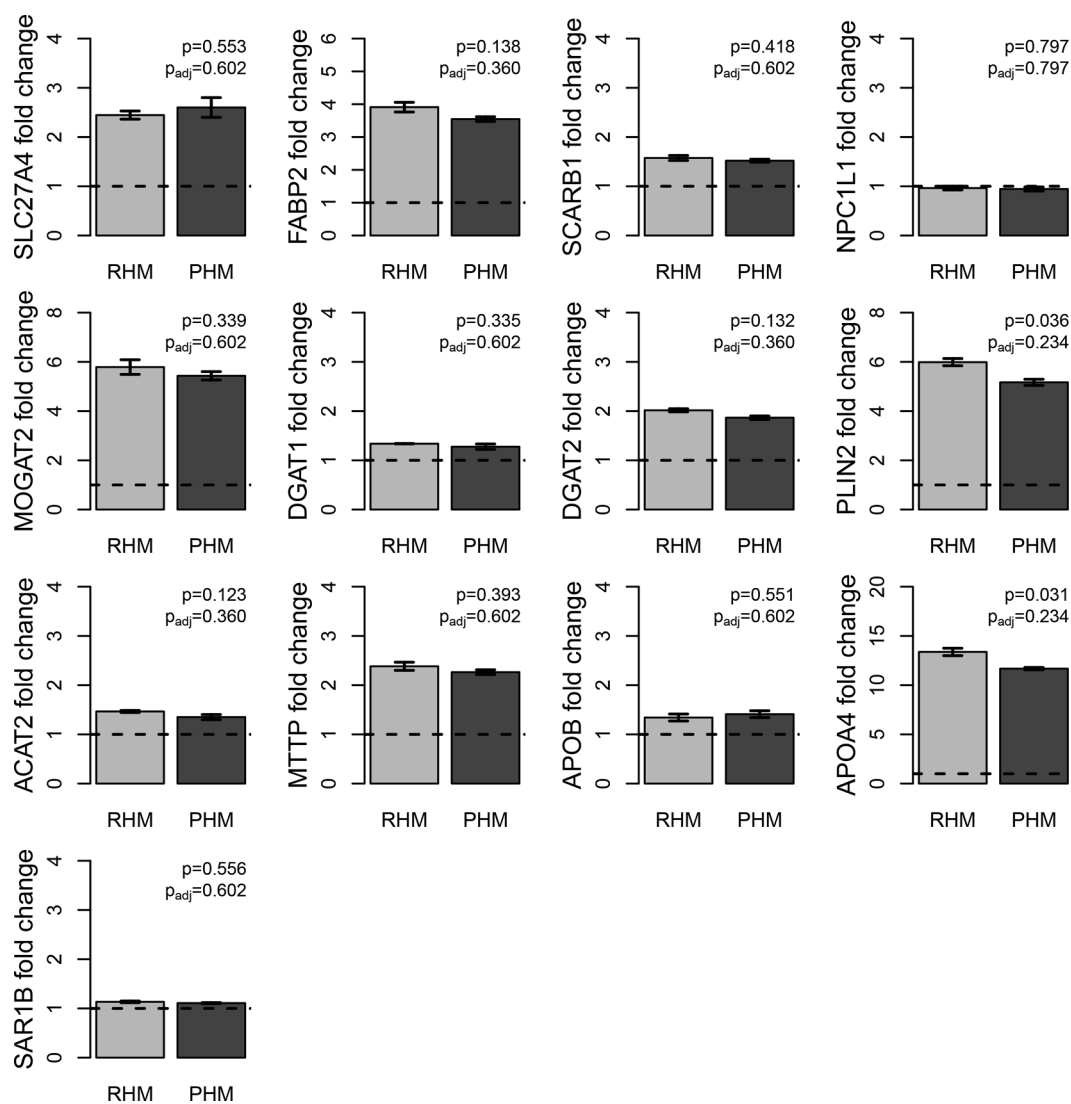 SLC27A4 fold change
0 1 2 3 4
p=0.553
padj=0.602
RHM PHM
FABP2 fold change
0 1 2 3 4 5 6
p=0.138
padj=0.360
RHM PHM
SCARB1 fold change
0 1 2 3 4
p=0.418
padj=0.602
RHM PHM
NPC1L1 fold change
0 1 2 3 4
p=0.797
padj=0.797
RHM PHM
MOGAT2 fold change
0 2 4 6 8
p=0.339
padj=0.602
RHM PHM
DGAT1 fold change
0 1 2 3 4
p=0.335
padj=0.602
RHM PHM
DGAT2 fold change
0 1 2 3 4
p=0.132
padj=0.360
RHM PHM
PLIN2 fold change
0 2 4 6 8
p=0.036
padj=0.234
RHM PHM
ACAT2 fold change
0 1 2 3 4
p=0.123
padj=0.360
RHM PHM
MTTP fold change
0 1 2 3 4
p=0.393
padj=0.602
RHM PHM
APOB fold change
0 1 2 3 4
p=0.551
padj=0.602
RHM PHM
APOA4 fold change
0 5 10 15 20
p=0.031
padj=0.234
RHM PHM
SAR1B fold change
0 1 2 3 4
p=0.556
padj=0.602
RHM PHM